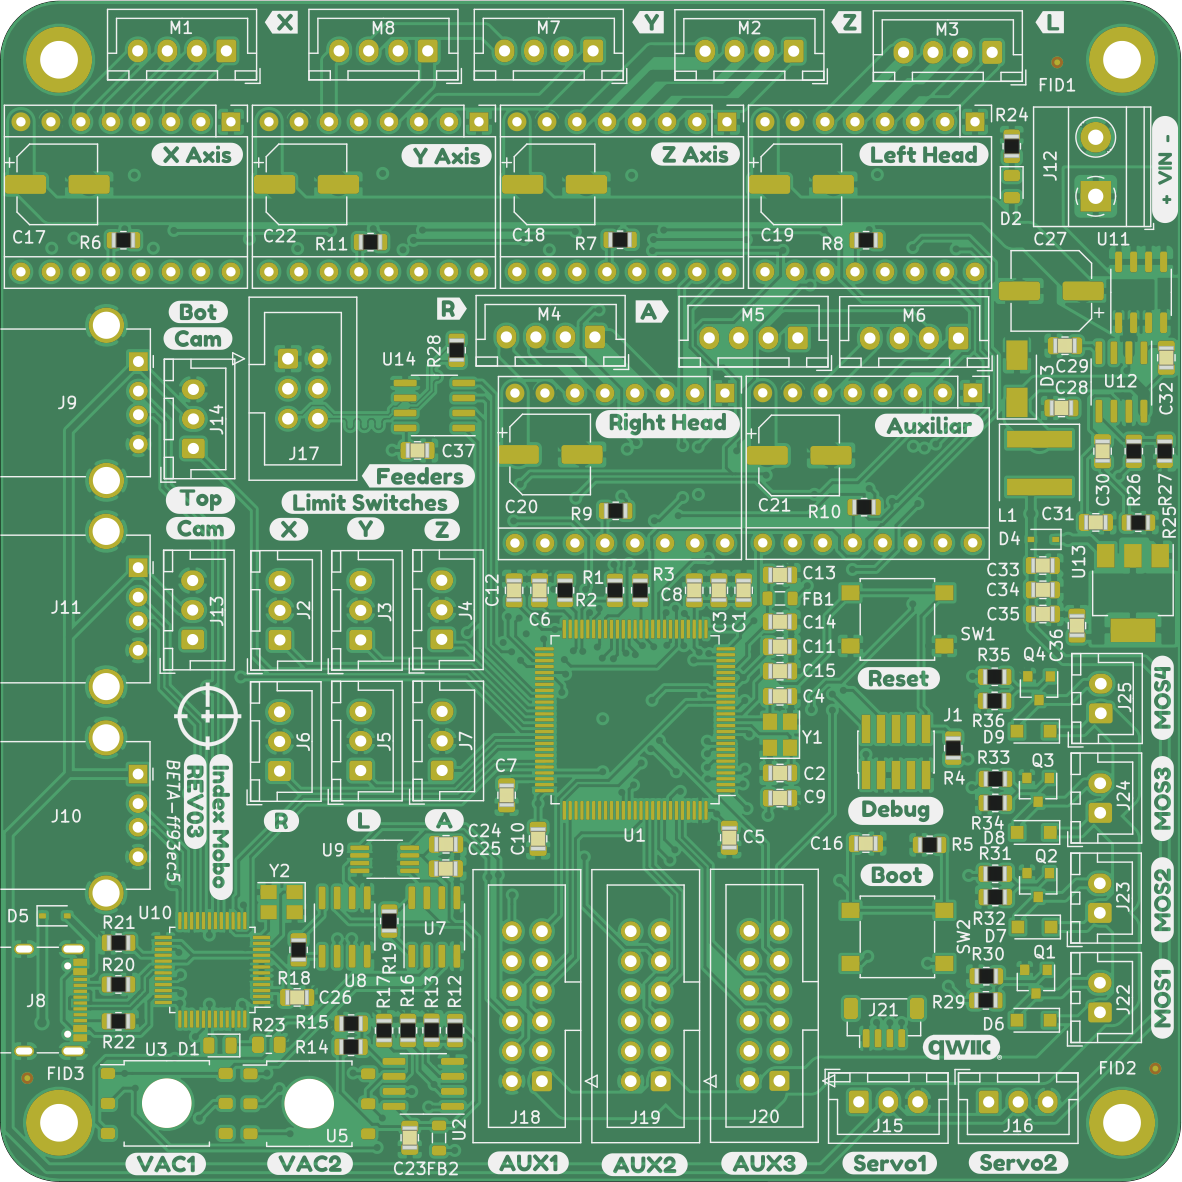 M1
X
M8
M7
Y
M2
Z
M3
L
FID1
R24
X Axis
Y Axis
Z Axis
Left Head
J12
+ VIN -
D2
C17
R6
C22
R11
C18
R7
C19
R8
C27
U11
Bot
Cam
R
M4
A
M5
M6
U14
R28
C29
C28
D3
U12
C32
J9
J14
J17
C37
Feeders
Right Head
Auxiliar
Top
Cam
Limit Switches
X
Y
Z
C20
R9
C21
R10
L1
D4
C31
C30
R26
R27
R25
U13
J11
J13
J2
J3
J4
C12
C6
R1
R2
R3
C8
C3
C1
C13
FB1
C14
C11
C15
C4
Y1
C2
C9
SW1
Reset
C33
C34
C35
C36
R35
Q4
R36
D9
J25
MOS4
J6
J5
J7
C7
C10
U1
C5
J1
R4
Debug
R33
Q3
R34
D8
J24
MOS3
J10
BETA-ff93ec5
REV03
Index Mobo
R
L
A
C24
C25
U9
C16
R5
Boot
R31
Q2
R32
D7
J23
MOS2
D5
R21
U10
Y2
R20
R18
U8
R19
U7
C26
SW2
R30
Q1
R29
D6
J22
MOS1
J8
R22
U3
D1
R23
R15
R14
R17
R16
R13
R12
J21
qwiic
FID3
FID2
U5
C23
FB2
U2
J18
J19
J20
J15
J16
VAC1
VAC2
AUX1
AUX2
AUX3
Servo1
Servo2